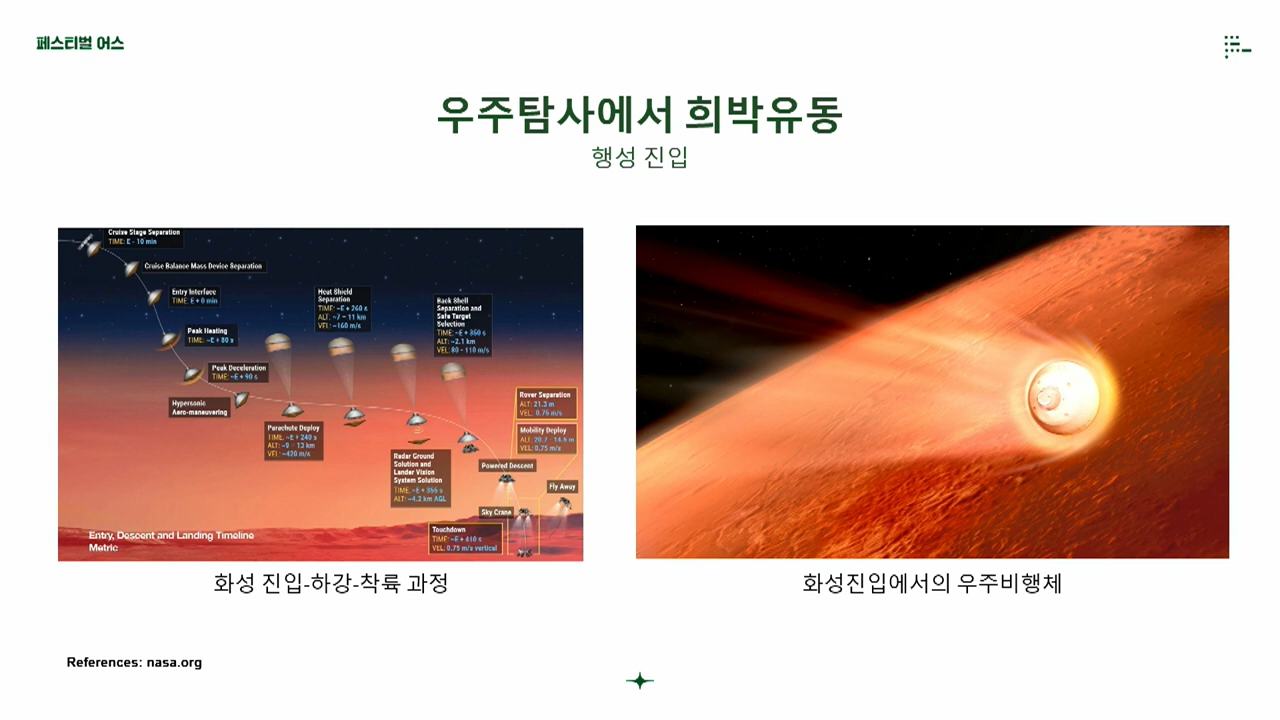 페스티벌 어스
우주탐사에서 희박유동
행성 진입
Cruise Stage Separation
TIME: E - 10 min
Cruise Balance Mass Device Separation
Entry Interface
TIME: E + 0 min
Peak Heating
TIME: ~E + 80 s
Peak Deceleration
TIME: ~E + 90 s
Hypersonic
Aero-maneuvering
Parachute Deploy
TIME: ~E + 240 s
ALT: ~9 - 13 km
VEL: ~420 m/s
Heat Shield
Separation
TIME: ~E + 260 s
ALT: ~7 - 11 km
VEL: ~160 m/s
Radar Ground
Solution and
Lander Vision
System Solution
TIME: ~E + 355 s
ALT: ~4.2 km AGL
Back Shell
Separation and
Safe Target
Selection
TIME: ~E + 350 s
ALT: ~2.1 km
VEL: 80 - 110 m/s
Powered Descent
Rover Separation
ALT: 21.3 m
VEL: 0.75 m/s
Mobility Deploy
ALT: 20.7 - 14.6 m
VEL: 0.75 m/s
Fly Away
Sky Crane
Touchdown
TIME: ~E + 410 s
VEL: 0.75 m/s vertical
Entry, Descent and Landing Timeline
Metric
화성 진입-하강-착륙 과정
화성진입에서의 우주비행체
References: nasa.org